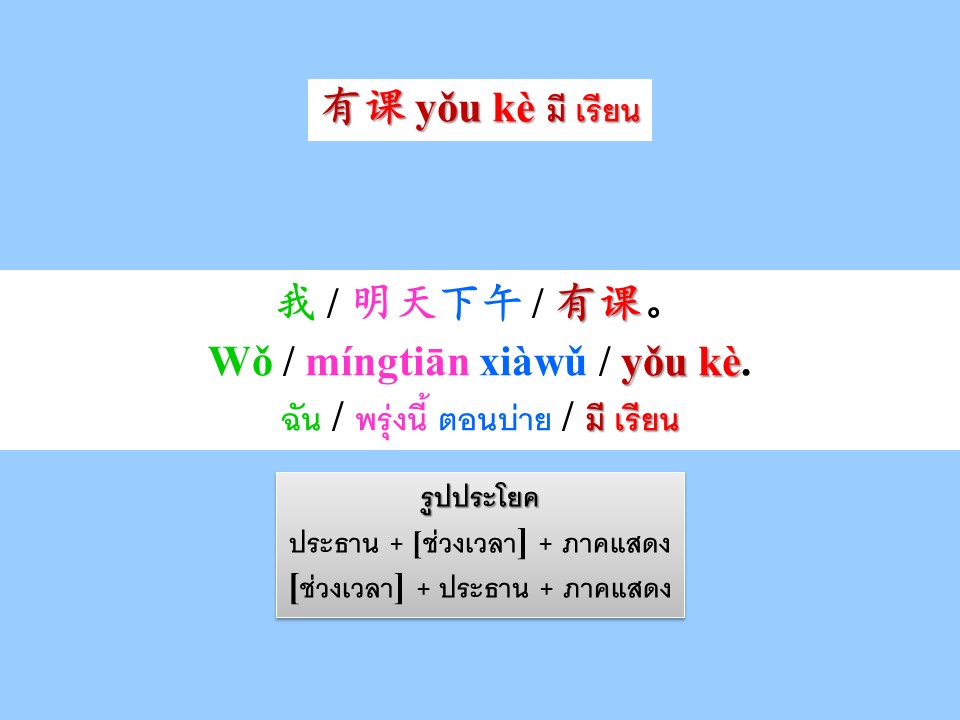 有课 yǒu kè มี เรียน
我 / 明天下午 / 有课。
Wǒ / míngtiān xiàwǔ / yǒu kè.
ฉัน / พรุ่งนี้ ตอนบ่าย / มี เรียน
รูปประโยค
ประธาน + [ช่วงเวลา] + ภาคแสดง
[ช่วงเวลา] + ประธาน + ภาคแสดง